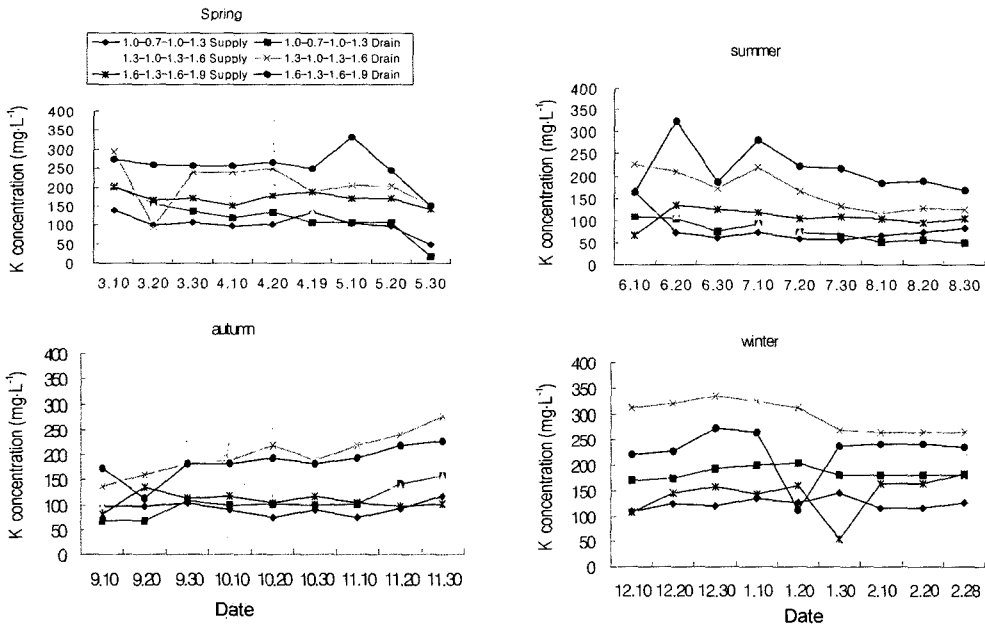 Spring
1.0-0.7-1.0-1.3 Supply
1.0-0.7-1.0-1.3 Drain
1.3-1.0-1.3-1.6 Supply
1.3-1.0-1.3-1.6 Drain
1.6-1.3-1.6-1.9 Supply
1.6-1.3-1.6-1.9 Drain
K concentration (mg·L⁻¹)
400
350
300
250
200
150
100
50
0
3.10 3.20 3.30 4.10 4.20 4.19 5.10 5.20 5.30
summer
K concentration (mg·L⁻¹)
400
350
300
250
200
150
100
50
0
6.10 6.20 6.30 7.10 7.20 7.30 8.10 8.20 8.30
autumn
K concentration (mg·L⁻¹)
400
350
300
250
200
150
100
50
0
9.10 9.20 9.30 10.10 10.20 10.30 11.10 11.20 11.30
Date
winter
K concentration (mg·L⁻¹)
400
350
300
250
200
150
100
50
0
12.10 12.20 12.30 1.10 1.20 1.30 2.10 2.20 2.28
Date